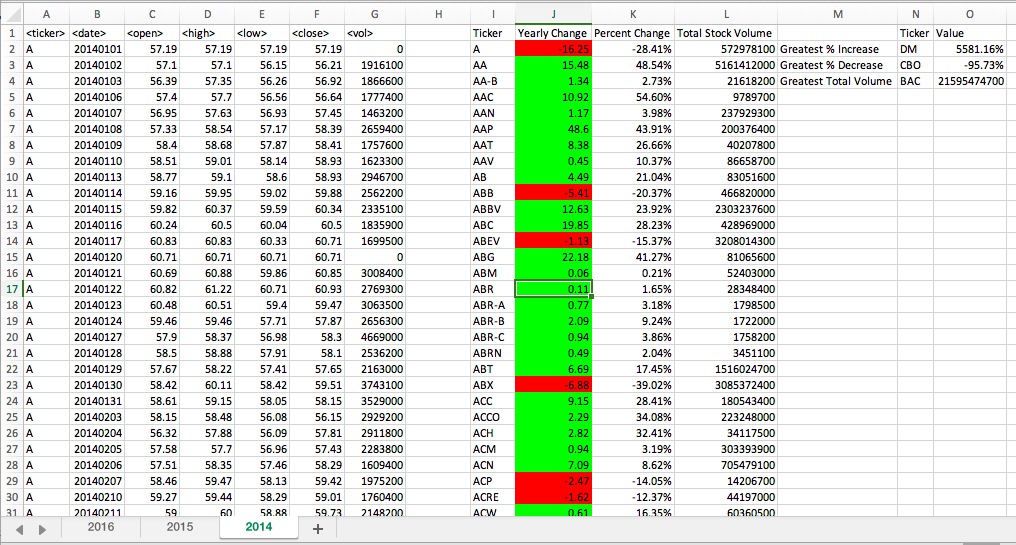 A B C D E F G H I J K L M N O
1 <ticker> <date> <open> <high> <low> <close> <vol> Ticker Yearly Change Percent Change Total Stock Volume Ticker Value
2 A 20140101 57.19 57.19 57.19 57.19 0 A -16.25 -28.41% 572978100 Greatest % Increase DM 5581.16%
3 A 20140102 57.1 57.1 56.15 56.21 1916100 AA 15.48 48.54% 5161412000 Greatest % Decrease CBO -95.73%
4 A 20140103 56.39 57.35 56.26 56.92 1866600 AA-B 1.34 2.73% 21618200 Greatest Total Volume BAC 21595474700
5 A 20140106 57.4 57.7 56.56 56.64 1777400 AAC 10.92 54.60% 9789700
6 A 20140107 56.95 57.63 56.93 57.45 1463200 AAN 1.17 3.98% 237929300
7 A 20140108 57.33 58.54 57.17 58.39 2659400 AAP 48.6 43.91% 200376400
8 A 20140109 58.4 58.68 57.87 58.41 1757600 AAT 8.38 26.66% 40207800
9 A 20140110 58.51 59.01 58.14 58.93 1623300 AAV 0.45 10.37% 86658700
10 A 20140113 58.77 59.1 58.6 58.93 2946700 AB 4.49 21.04% 83051600
11 A 20140114 59.16 59.95 59.02 59.88 2562200 ABB -5.41 -20.37% 466820000
12 A 20140115 59.82 60.37 59.59 60.34 2335100 ABBV 12.63 23.92% 2303237600
13 A 20140116 60.24 60.5 60.04 60.5 1835900 ABC 19.85 28.23% 428969000
14 A 20140117 60.83 60.83 60.33 60.71 1699500 ABEV -1.13 -15.37% 3208014300
15 A 20140120 60.71 60.71 60.71 60.71 0 ABG 22.18 41.27% 81065600
16 A 20140121 60.69 60.88 59.86 60.85 3008400 ABM 0.06 0.21% 52403000
17 A 20140122 60.82 61.22 60.71 60.93 2769300 ABR 0.11 1.65% 28348400
18 A 20140123 60.48 60.51 59.4 59.47 3063500 ABR-A 0.77 3.18% 1798500
19 A 20140124 59.46 59.46 57.71 57.87 2656300 ABR-B 2.09 9.24% 1722000
20 A 20140127 57.9 58.37 56.98 58.3 4669000 ABR-C 0.94 3.86% 1758200
21 A 20140128 58.5 58.88 57.91 58.1 2536200 ABRN 0.49 2.04% 3451100
22 A 20140129 57.67 58.22 57.41 57.65 2163000 ABT 6.69 17.45% 1516024700
23 A 20140130 58.42 60.11 58.42 59.51 3743100 ABX -6.88 -39.02% 3085372400
24 A 20140131 58.61 59.15 58.05 58.15 3529000 ACC 9.15 28.41% 180543400
25 A 20140203 58.15 58.48 56.08 56.15 2929200 ACCO 2.29 34.08% 223248000
26 A 20140204 56.32 57.88 56.09 57.81 2911800 ACH 2.82 32.41% 34117500
27 A 20140205 57.58 57.7 56.96 57.43 2283800 ACM 0.94 3.19% 303393900
28 A 20140206 57.51 58.35 57.46 58.29 1609400 ACN 7.09 8.62% 705479100
29 A 20140207 58.46 59.47 58.13 59.42 1975200 ACP -2.47 -14.05% 14206700
30 A 20140210 59.27 59.44 58.29 59.01 1760400 ACRE -1.62 -12.37% 44197000
31 A 20140211 59 60 58.88 59.73 2148200 ACW 0.61 16.35% 60360500
2016 2015 2014 +